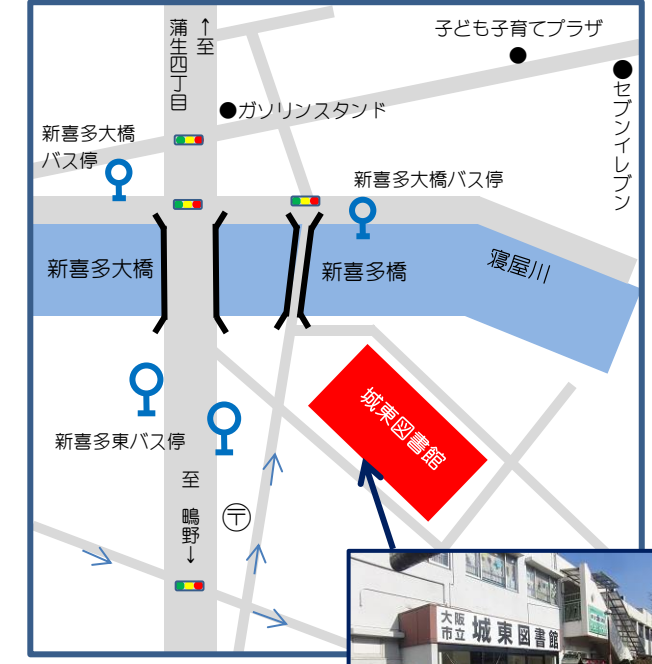 ↑至
蒲生四丁目
子ども子育てプラザ
ガソリンスタンド
セブンイレブン
新喜多大橋
バス停
新喜多大橋バス停
新喜多大橋
新喜多橋
寝屋川
城東図書館
新喜多東バス停
至
鴫野↓
〒
大阪
市立
城東図書館